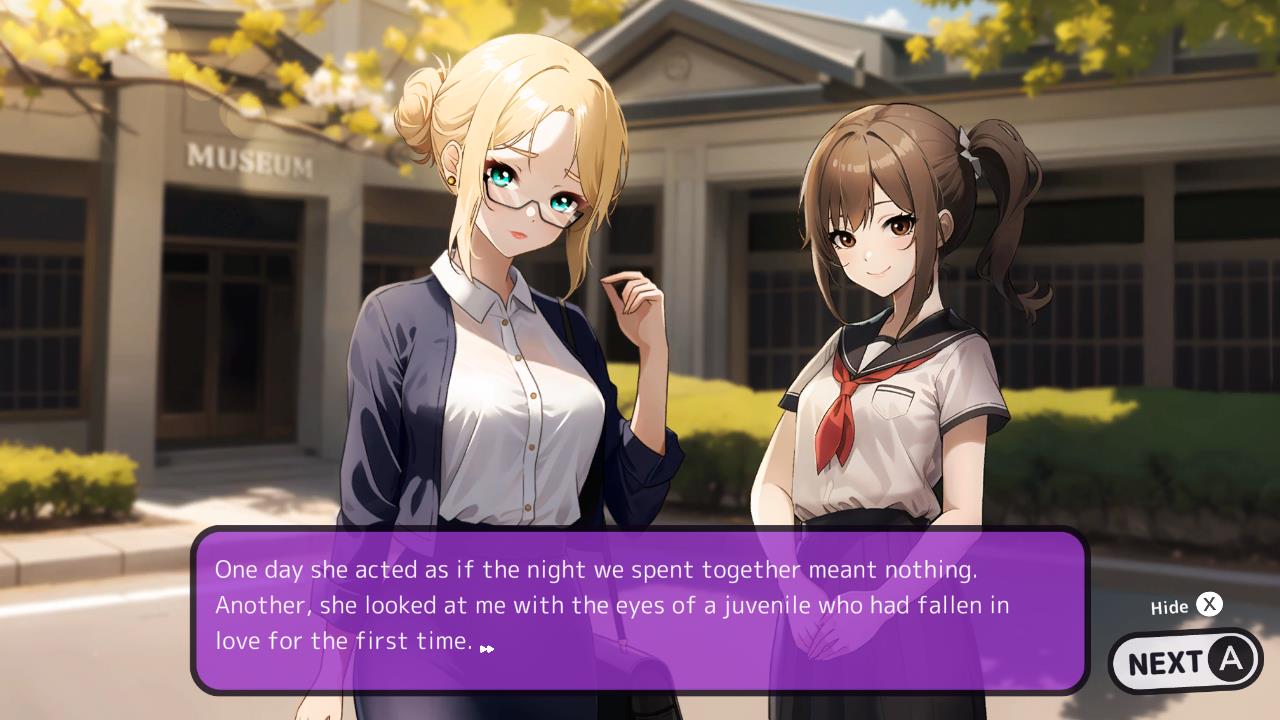 MUSEUM
One day she acted as if the night we spent together meant nothing.
Another, she looked at me with the eyes of a juvenile who had fallen in
love for the first time.
Hide X
NEXT A